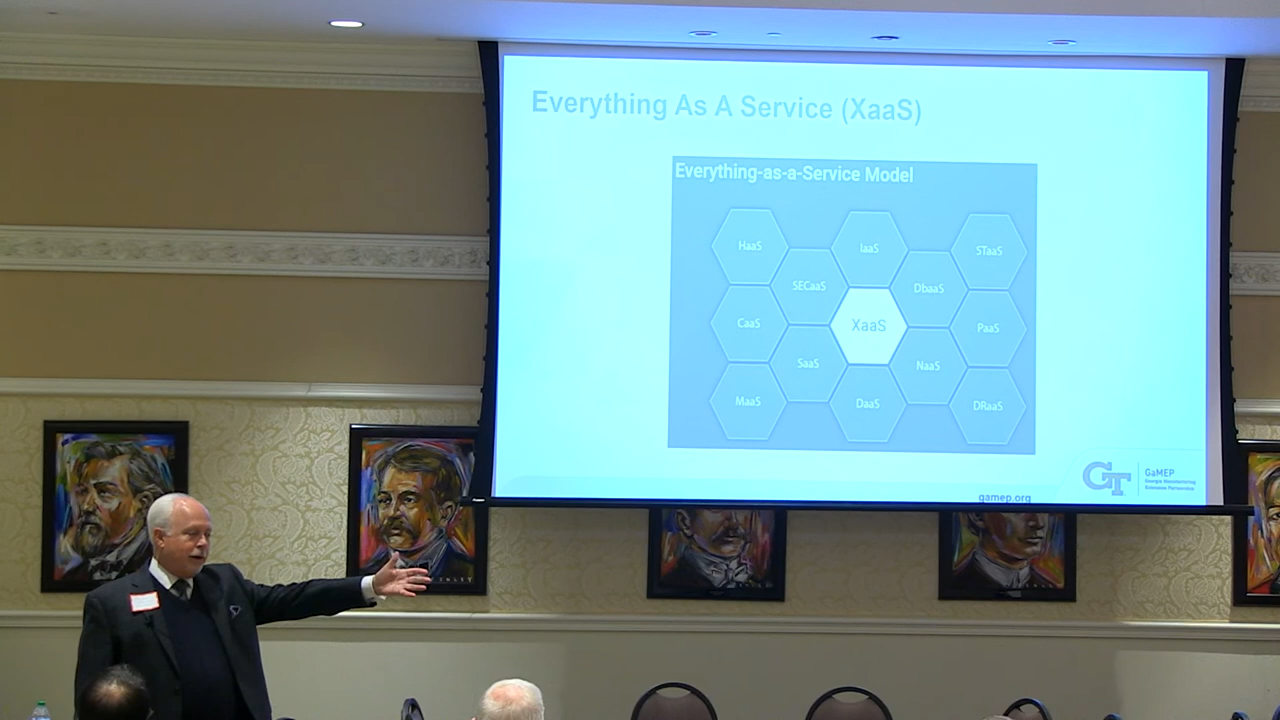 Everything As A Service (XaaS)
Everything-as-a-Service Model
HaaS
IaaS
STaaS
SECaaS
DbaaS
CaaS
XaaS
PaaS
SaaS
NaaS
MaaS
DaaS
DRaaS
GT
GaMEP
Georgia Manufacturing
Extension Partnership
gamep.org